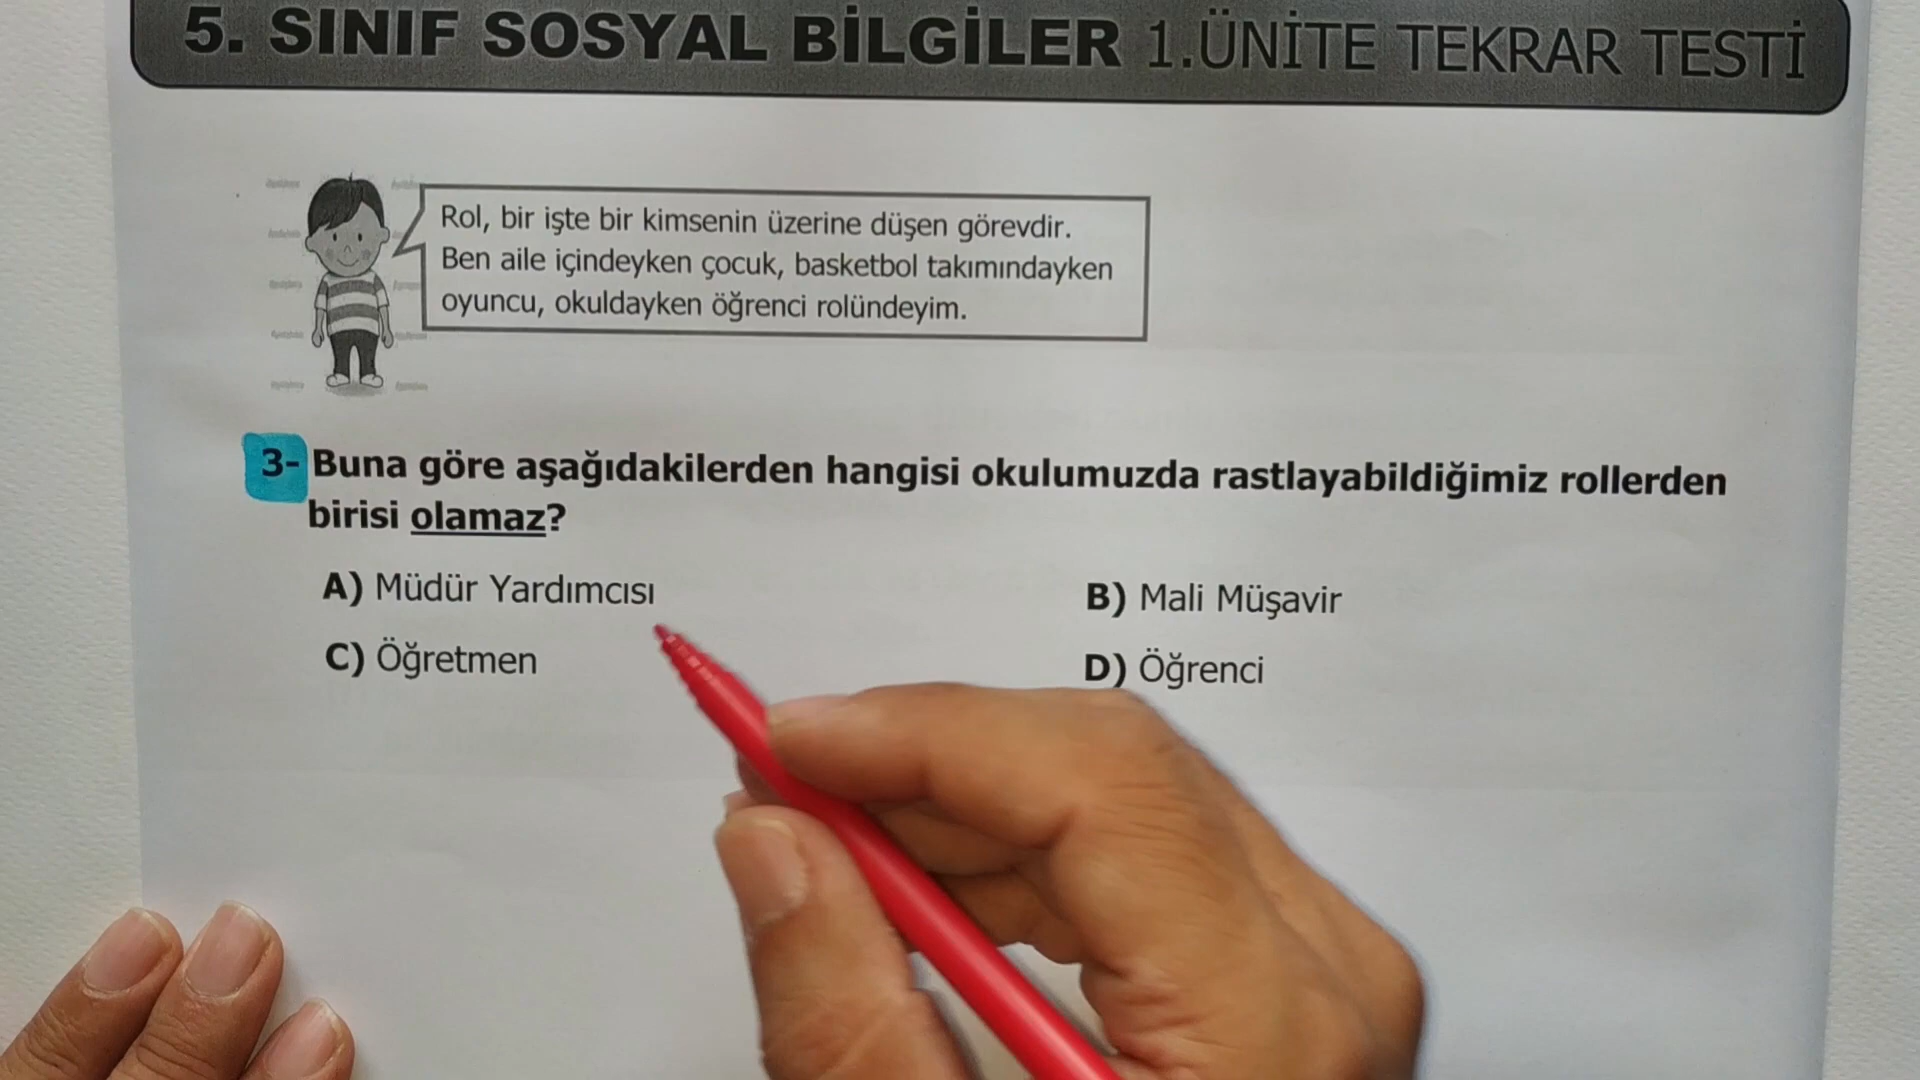 5. SINIF SOSYAL BİLGİLER 1.ÜNİTE TEKRAR TESTİ
Rol, bir işte bir kimsenin üzerine düşen görevdir.
Ben aile içindeyken çocuk, basketbol takımındayken
oyuncu, okuldayken öğrenci rolündeyim.
3- Buna göre aşağıdakilerden hangisi okulumuzda rastlayabildiğimiz rollerden
birisi olamaz?
A) Müdür Yardımcısı
B) Mali Müşavir
C) Öğretmen
D) Öğrenci